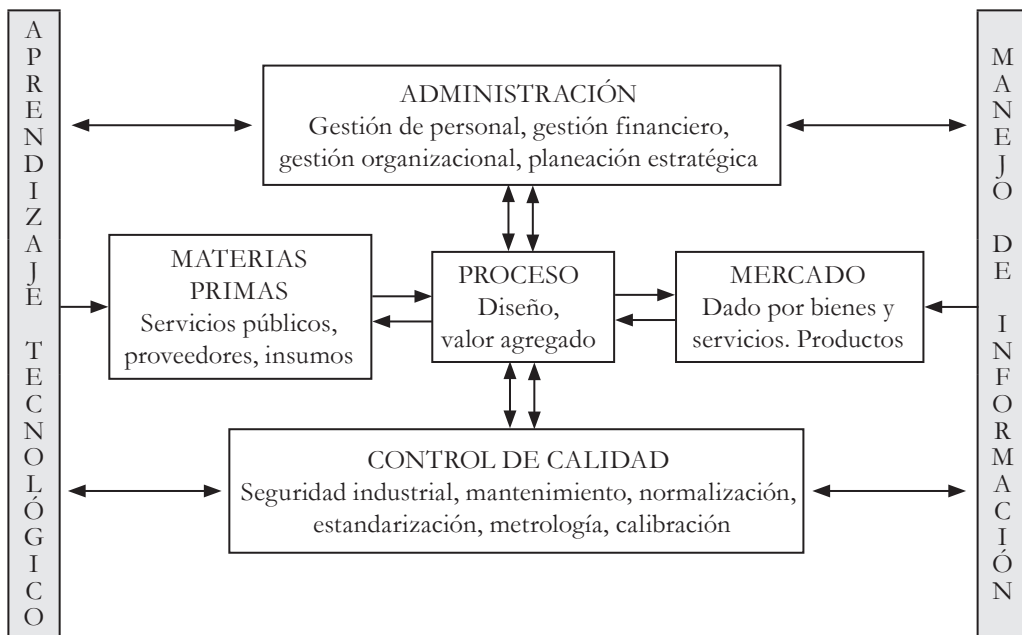 APRENDIZAJE TECNOLÓGICO
ADMINISTRACIÓN
Gestión de personal, gestión financiero,
gestión organizacional, planeación estratégica
MATERIAS
PRIMAS
Servicios públicos,
proveedores, insumos
PROCESO
Diseño,
valor agregado
MERCADO
Dado por bienes y
servicios. Productos
CONTROL DE CALIDAD
Seguridad industrial, mantenimiento, normalización,
estandarización, metrología, calibración
MANEJO DE INFORMACIÓN